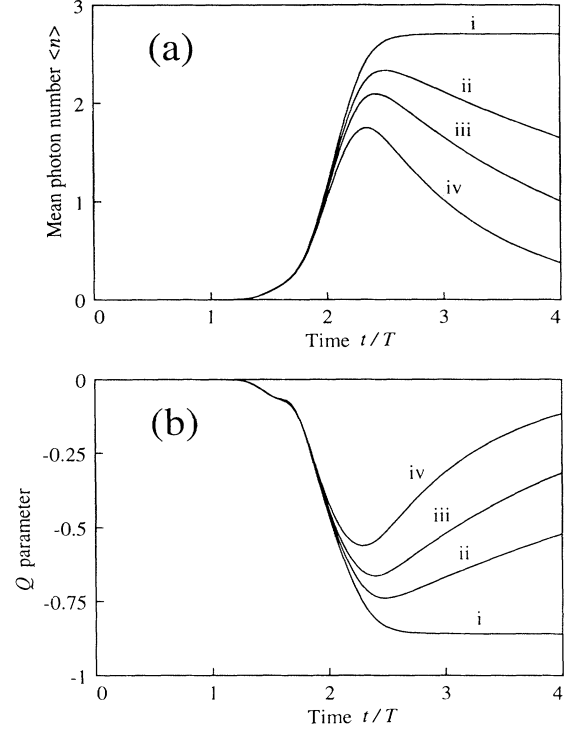 Mean photon number <n>
3
2
1
0
(a)
i
ii
iii
iv
0 1 2 3 4
Time t / T
Q parameter
0
-0.25
-0.5
-0.75
-1
(b)
iv
iii
ii
i
0 1 2 3 4
Time t / T